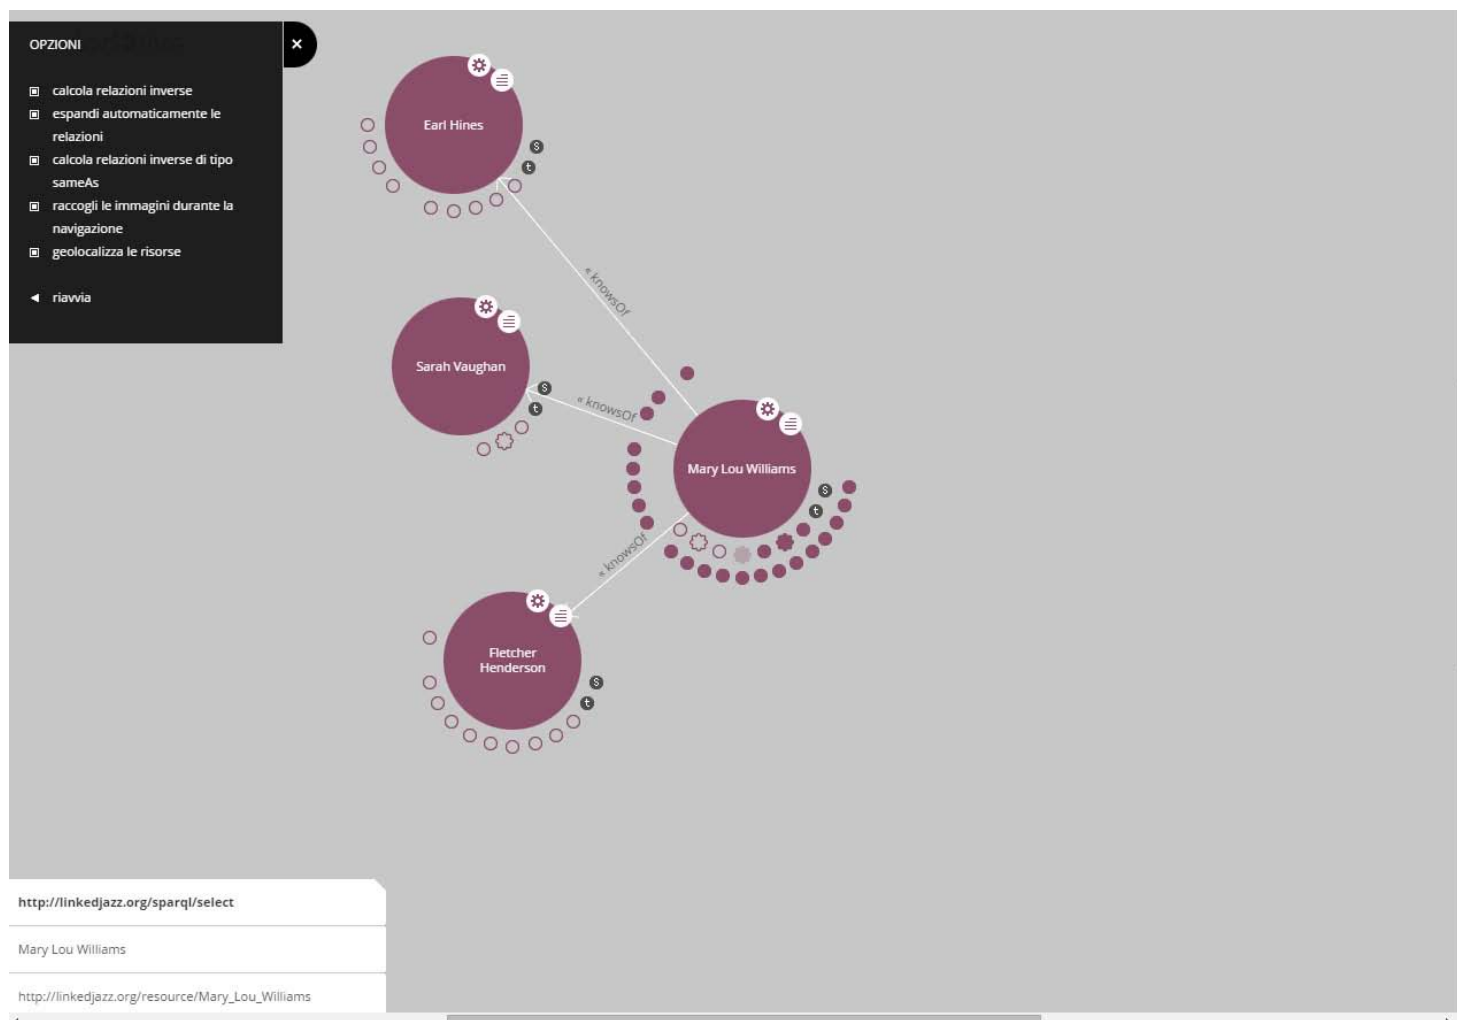 OPZIONI
calcola relazioni inverse
espandi automaticamente le
relazioni
calcola relazioni inverse di tipo
sameAs
raccogli le immagini durante la
navigazione
geolocalizza le risorse
riavvia
Earl Hines
s
t
« knowsOf
Sarah Vaughan
s
t
« knowsOf
Mary Lou Williams
s
t
« knowsOf
Fletcher
Henderson
s
t
http://linkedjazz.org/sparql/select
Mary Lou Williams
http://linkedjazz.org/resource/Mary_Lou_Williams